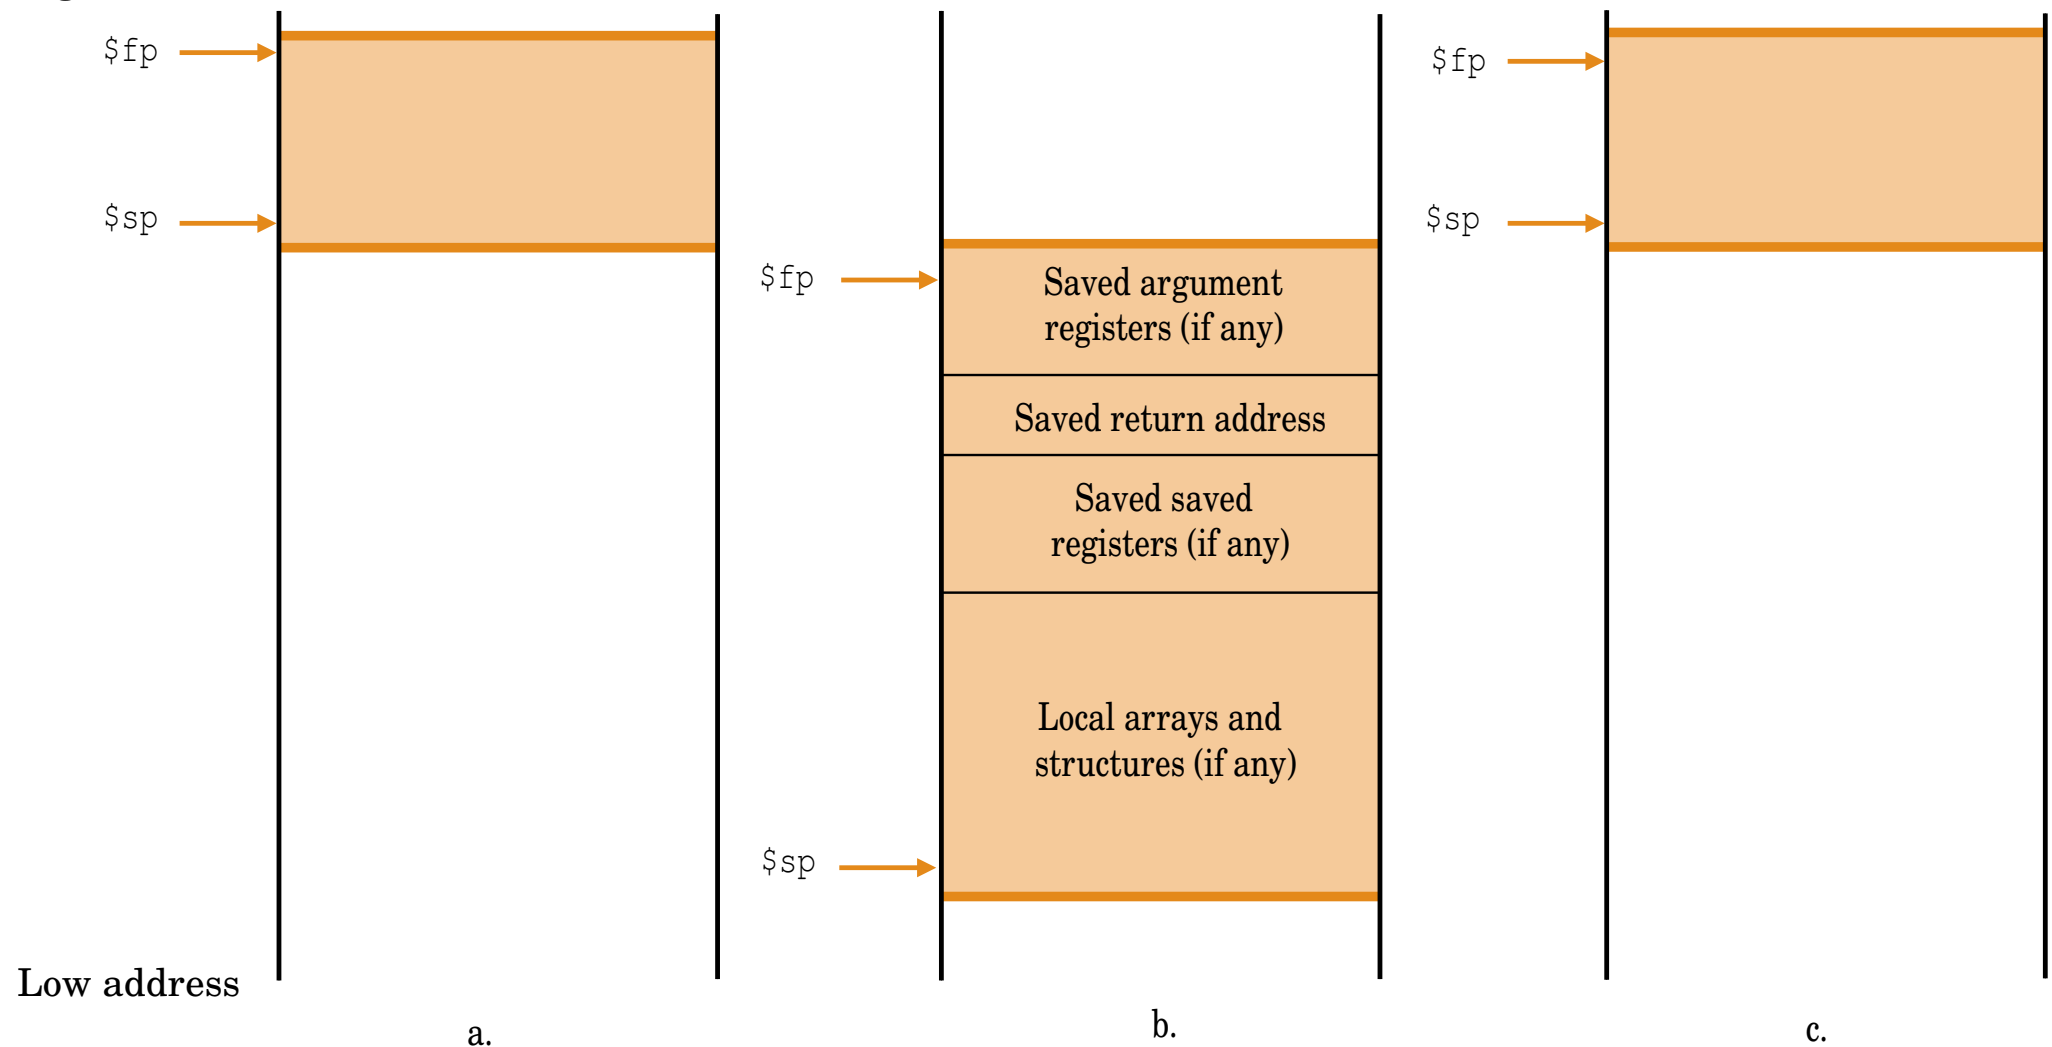 $fp
$sp
$fp
Saved argument
registers (if any)
Saved return address
Saved saved
registers (if any)
Local arrays and
structures (if any)
$sp
$fp
$sp
Low address
a.
b.
c.